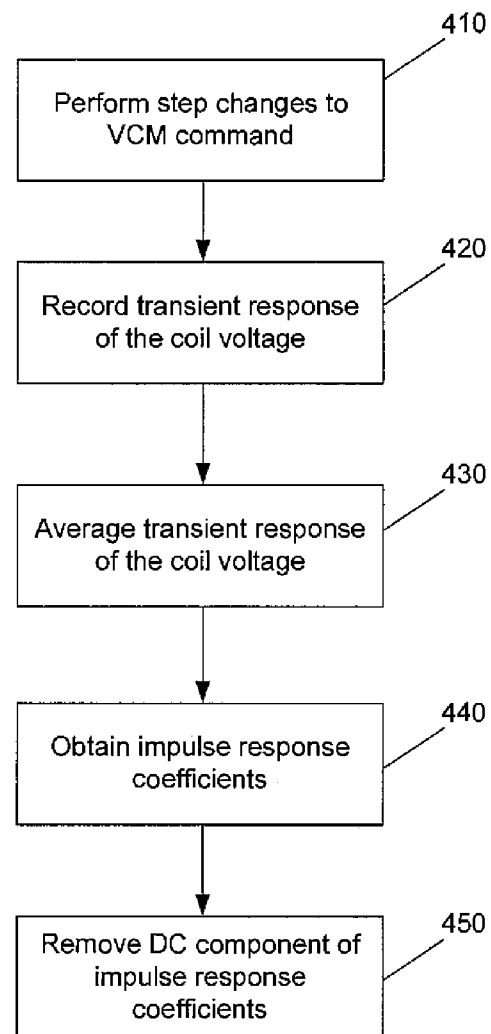 410
Perform step changes to
VCM command
420
Record transient response
of the coil voltage
430
Average transient response
of the coil voltage
440
Obtain impulse response
coefficients
450
Remove DC component of
impulse response
coefficients